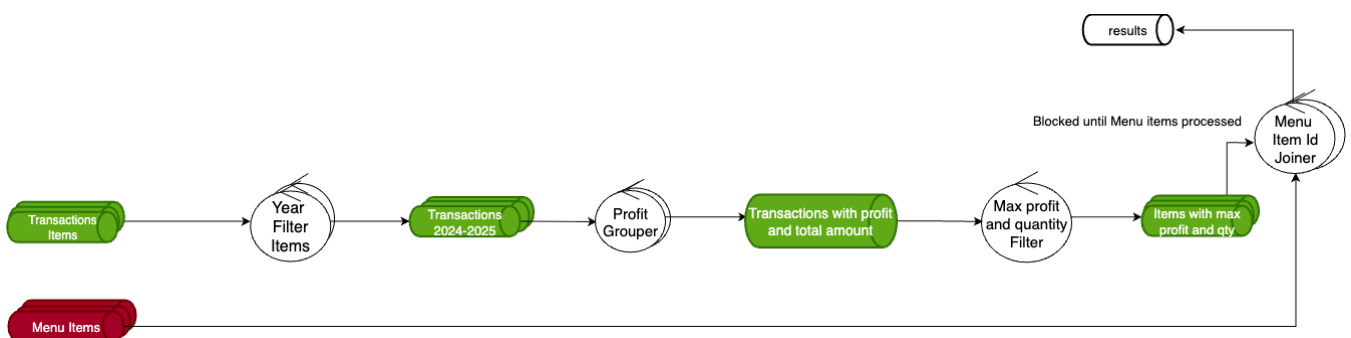 results
Blocked until Menu items processed
Menu
Item Id
Joiner
Transactions
Items
Year
Filter
Items
Transactions
2024-2025
Profit
Grouper
Transactions with profit
and total amount
Max profit
and quantity
Filter
Items with max
profit and qty
Menu Items